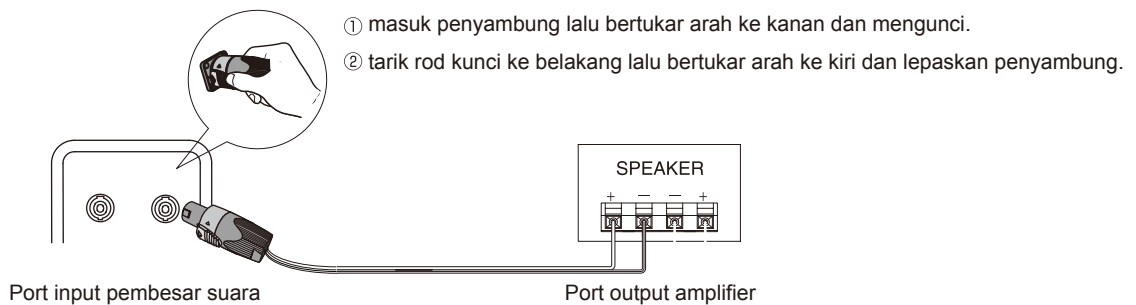 ① masuk penyambung lalu bertukar arah ke kanan dan mengunci.
② tarik rod kunci ke belakang lalu bertukar arah ke kiri dan lepaskan penyambung.
SPEAKER
+ − − +
Port input pembesar suara
Port output amplifier